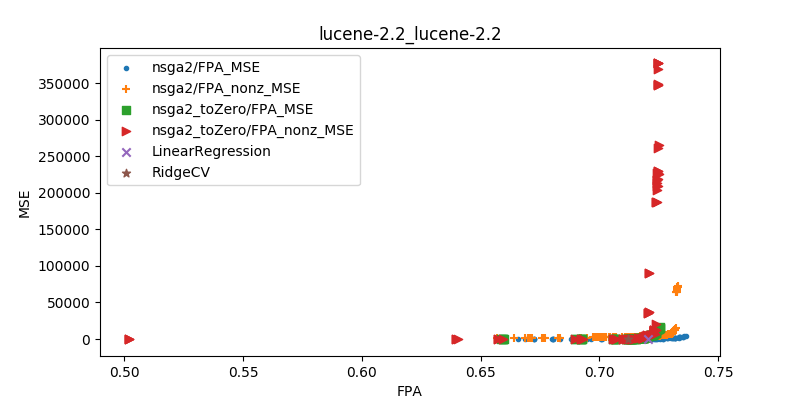 lucene-2.2_lucene-2.2
nsga2/FPA_MSE
nsga2/FPA_nonz_MSE
nsga2_toZero/FPA_MSE
nsga2_toZero/FPA_nonz_MSE
LinearRegression
RidgeCV
MSE
350000
300000
250000
200000
150000
100000
50000
0
0.50 0.55 0.60 0.65 0.70 0.75
FPA